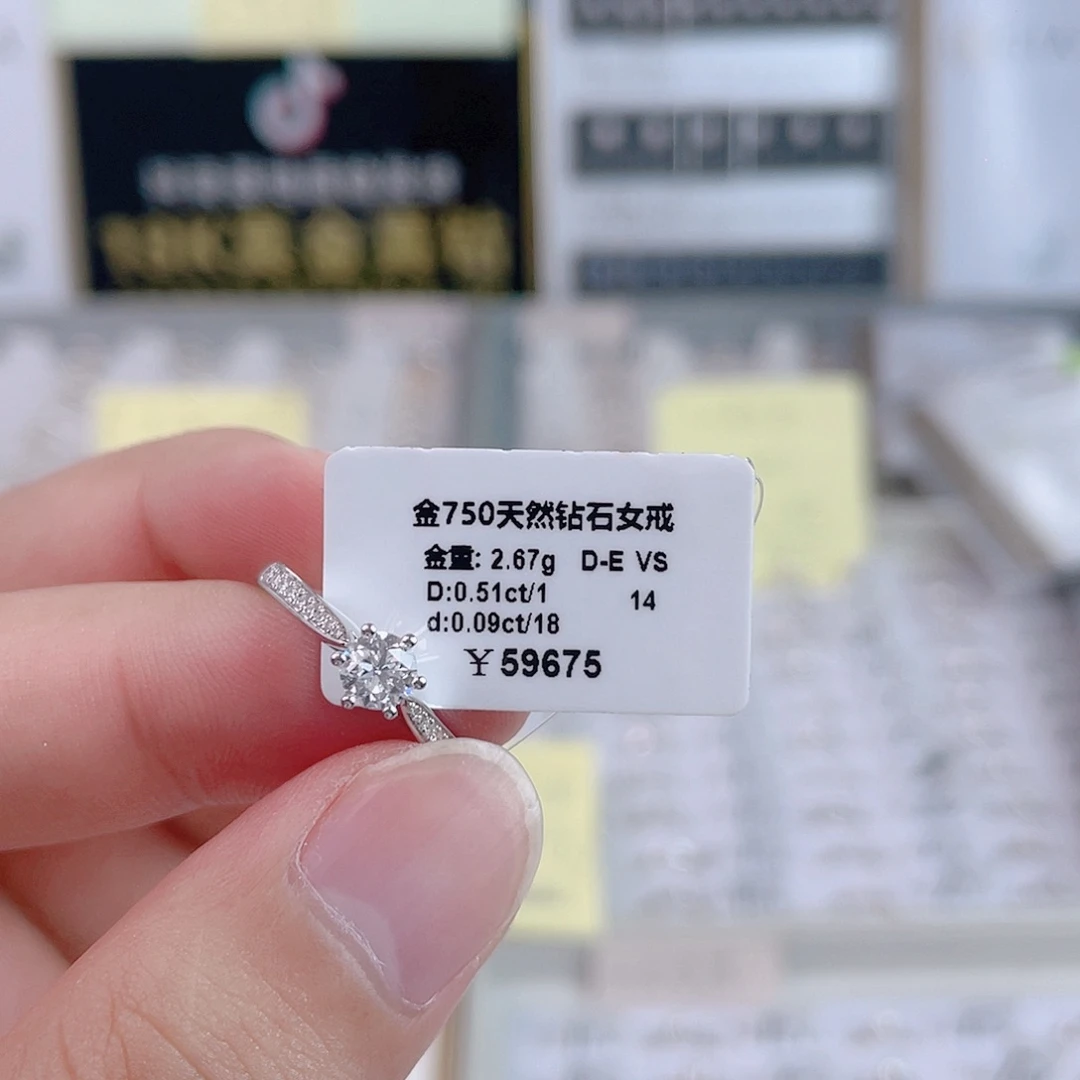 金750天然钻石女戒
金重: 2.67g D-E VS
D:0.51ct/1 14
d:0.09ct/18
￥59675